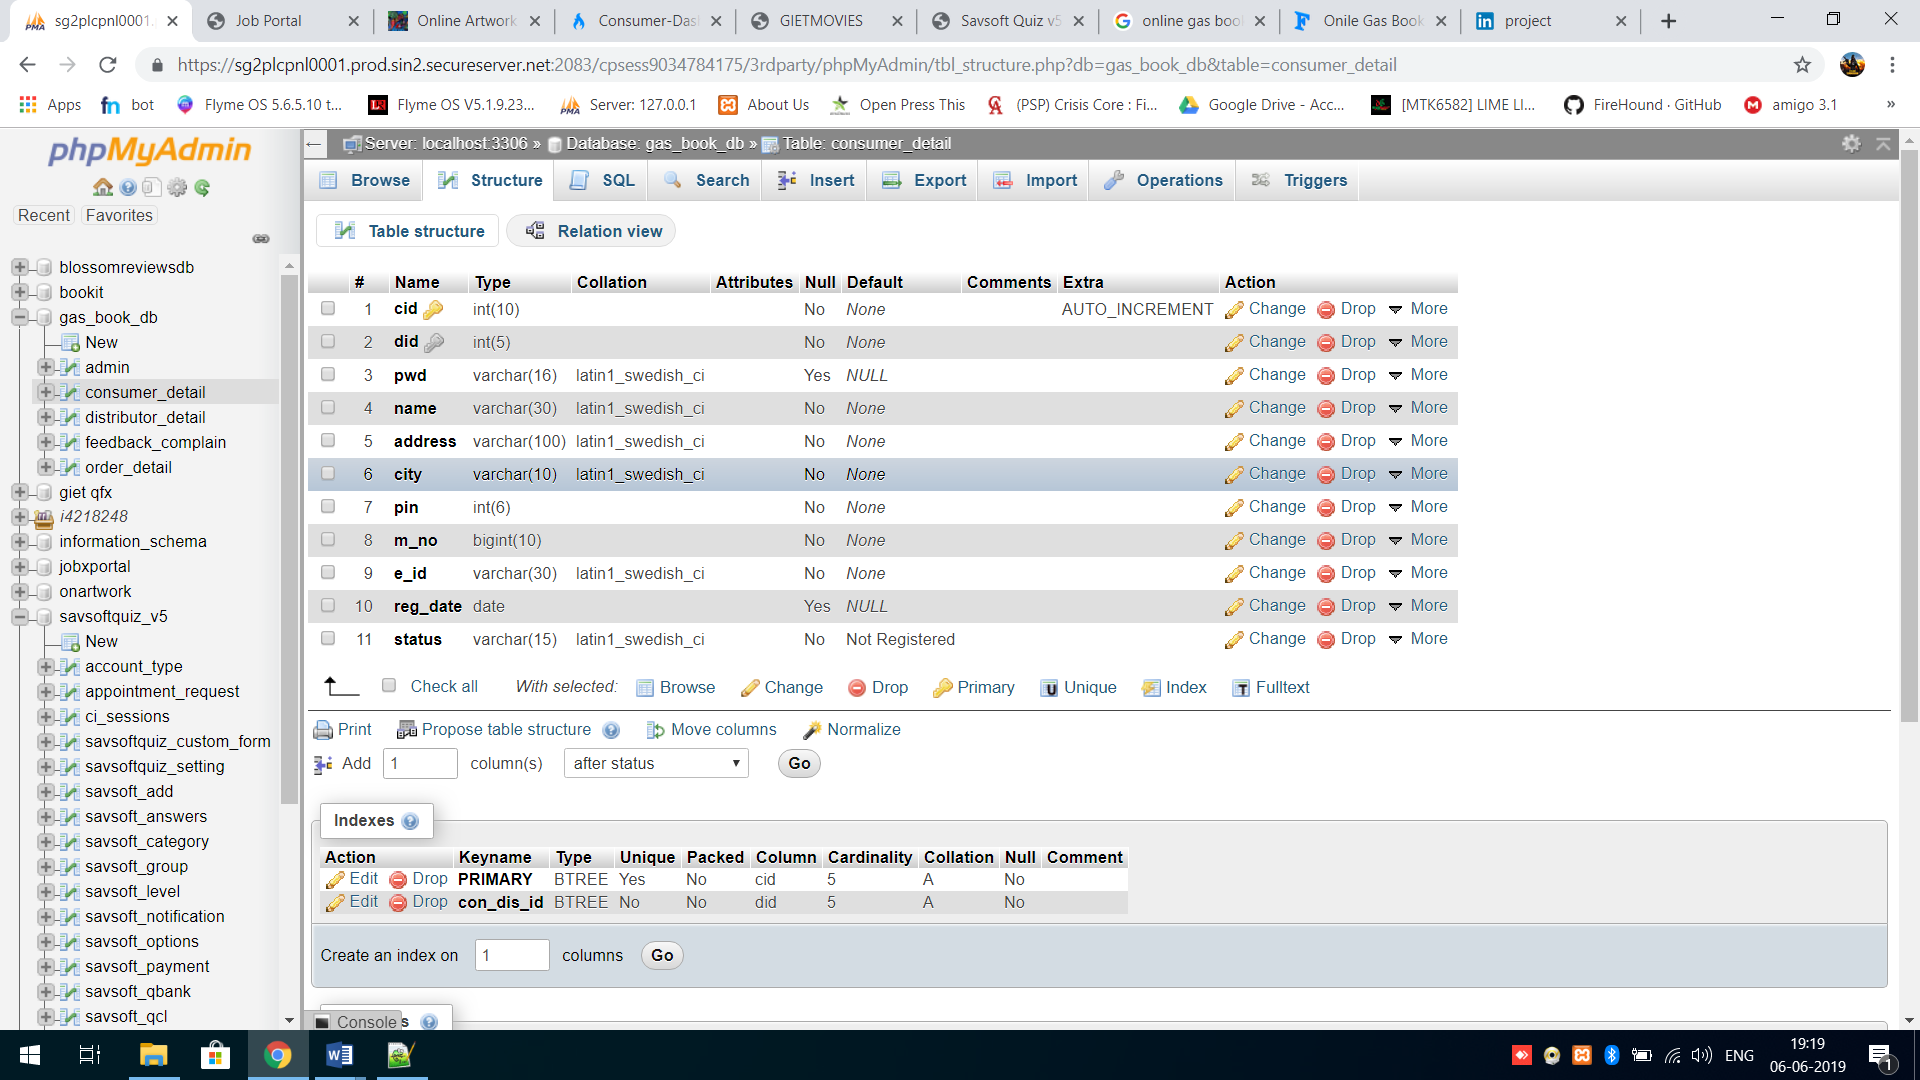 sg2plcpnl0001.
Job Portal
Online Artwork
Consumer-Das
GIETMOVIES
Savsoft Quiz v5
online gas boo
Onile Gas Book
project
https://sg2plcpnl0001.prod.sin2.secureserver.net:2083/cpsess9034784175/3rdparty/phpMyAdmin/tbl_structure.php?db=gas_book_db&table=consumer_detail
Apps
bot
Flyme OS 5.6.5.10 t...
Flyme OS V5.1.9.23...
Server: 127.0.0.1
About Us
Open Press This
(PSP) Crisis Core : Fi...
Google Drive - Acc...
[MTK6582] LIME LI...
FireHound · GitHub
amigo 3.1
»
phpMyAdmin
Recent Favorites
blossomreviewsdb
bookit
gas_book_db
New
admin
consumer_detail
distributor_detail
feedback_complain
order_detail
giet qfx
i4218248
information_schema
jobxportal
onartwork
savsoftquiz_v5
New
account_type
appointment_request
ci_sessions
savsoftquiz_custom_form
savsoftquiz_setting
savsoft_add
savsoft_answers
savsoft_category
savsoft_group
savsoft_level
savsoft_notification
savsoft_options
savsoft_payment
savsoft_qbank
savsoft_qcl
Server: localhost:3306 » Database: gas_book_db » Table: consumer_detail
Browse Structure SQL Search Insert Export Import Operations Triggers
Table structure Relation view
# Name Type Collation Attributes Null Default Comments Extra Action
1 cid int(10) No None AUTO_INCREMENT Change Drop More
2 did int(5) No None Change Drop More
3 pwd varchar(16) latin1_swedish_ci Yes NULL Change Drop More
4 name varchar(30) latin1_swedish_ci No None Change Drop More
5 address varchar(100) latin1_swedish_ci No None Change Drop More
6 city varchar(10) latin1_swedish_ci No None Change Drop More
7 pin int(6) No None Change Drop More
8 m_no bigint(10) No None Change Drop More
9 e_id varchar(30) latin1_swedish_ci No None Change Drop More
10 reg_date date Yes NULL Change Drop More
11 status varchar(15) latin1_swedish_ci No Not Registered Change Drop More
Check all With selected: Browse Change Drop Primary Unique Index Fulltext
Print Propose table structure Move columns Normalize
Add 1 column(s) after status Go
Indexes
Action Keyname Type Unique Packed Column Cardinality Collation Null Comment
Edit Drop PRIMARY BTREE Yes No cid 5 A No
Edit Drop con_dis_id BTREE No No did 5 A No
Create an index on 1 columns Go
Console
ENG
19:19
06-06-2019
1